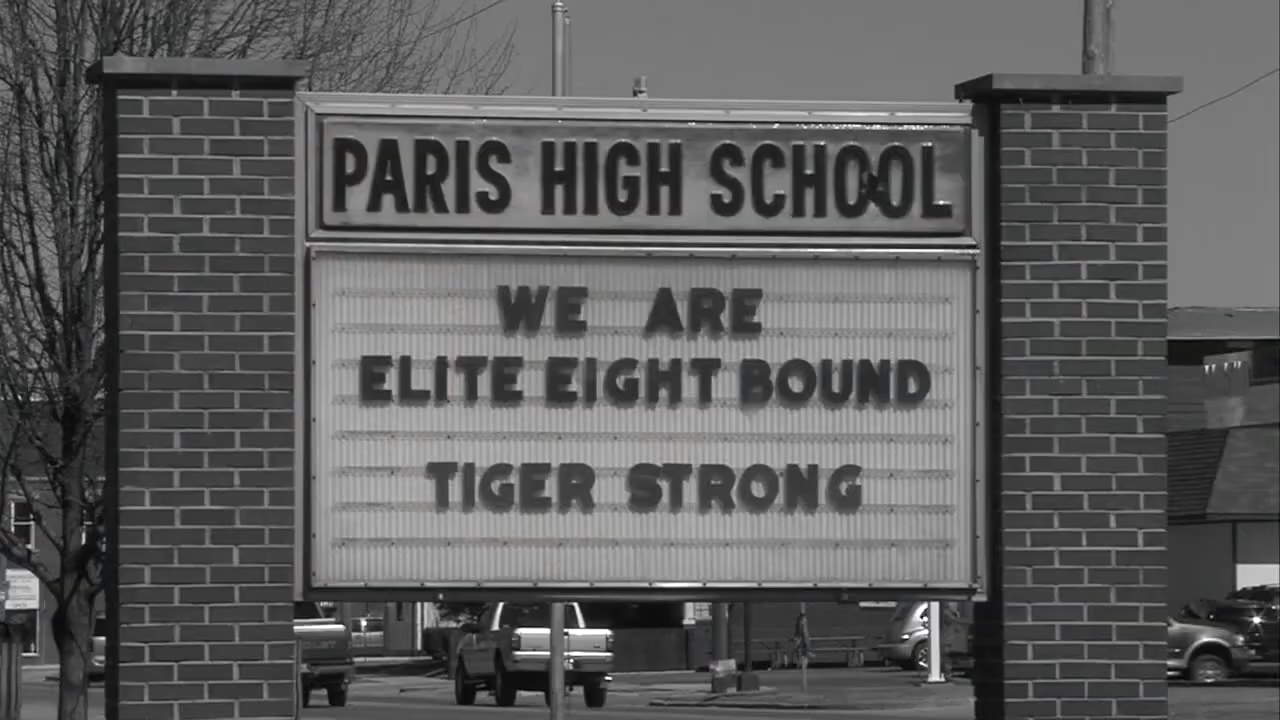 PARIS HIGH SCHOOL
WE ARE
ELITE EIGHT BOUND
TIGER STRONG